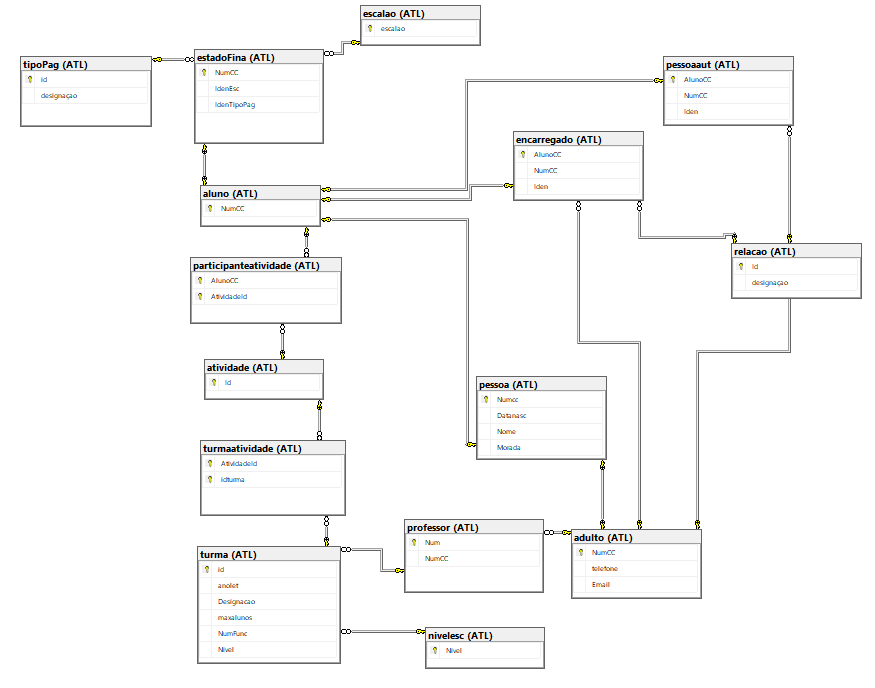 escalao (ATL)
escalao
tipoPag (ATL)
Id
designaçao
estadoFina (ATL)
NumCC
IdenEsc
IdenTipoPag
pessoaaut (ATL)
AlunoCC
NumCC
Iden
encarregado (ATL)
AlunoCC
NumCC
Iden
aluno (ATL)
NumCC
relacao (ATL)
Id
designaçao
participanteatividade (ATL)
AlunoCC
AtividadeId
atividade (ATL)
Id
pessoa (ATL)
Numcc
Datanasc
Nome
Morada
turmaatividade (ATL)
AtividadeId
Idturma
professor (ATL)
Num
NumCC
adulto (ATL)
NumCC
telefone
Email
turma (ATL)
Id
anolet
Designacao
maxalunos
NumFunc
Nivel
nivelesc (ATL)
Nivel